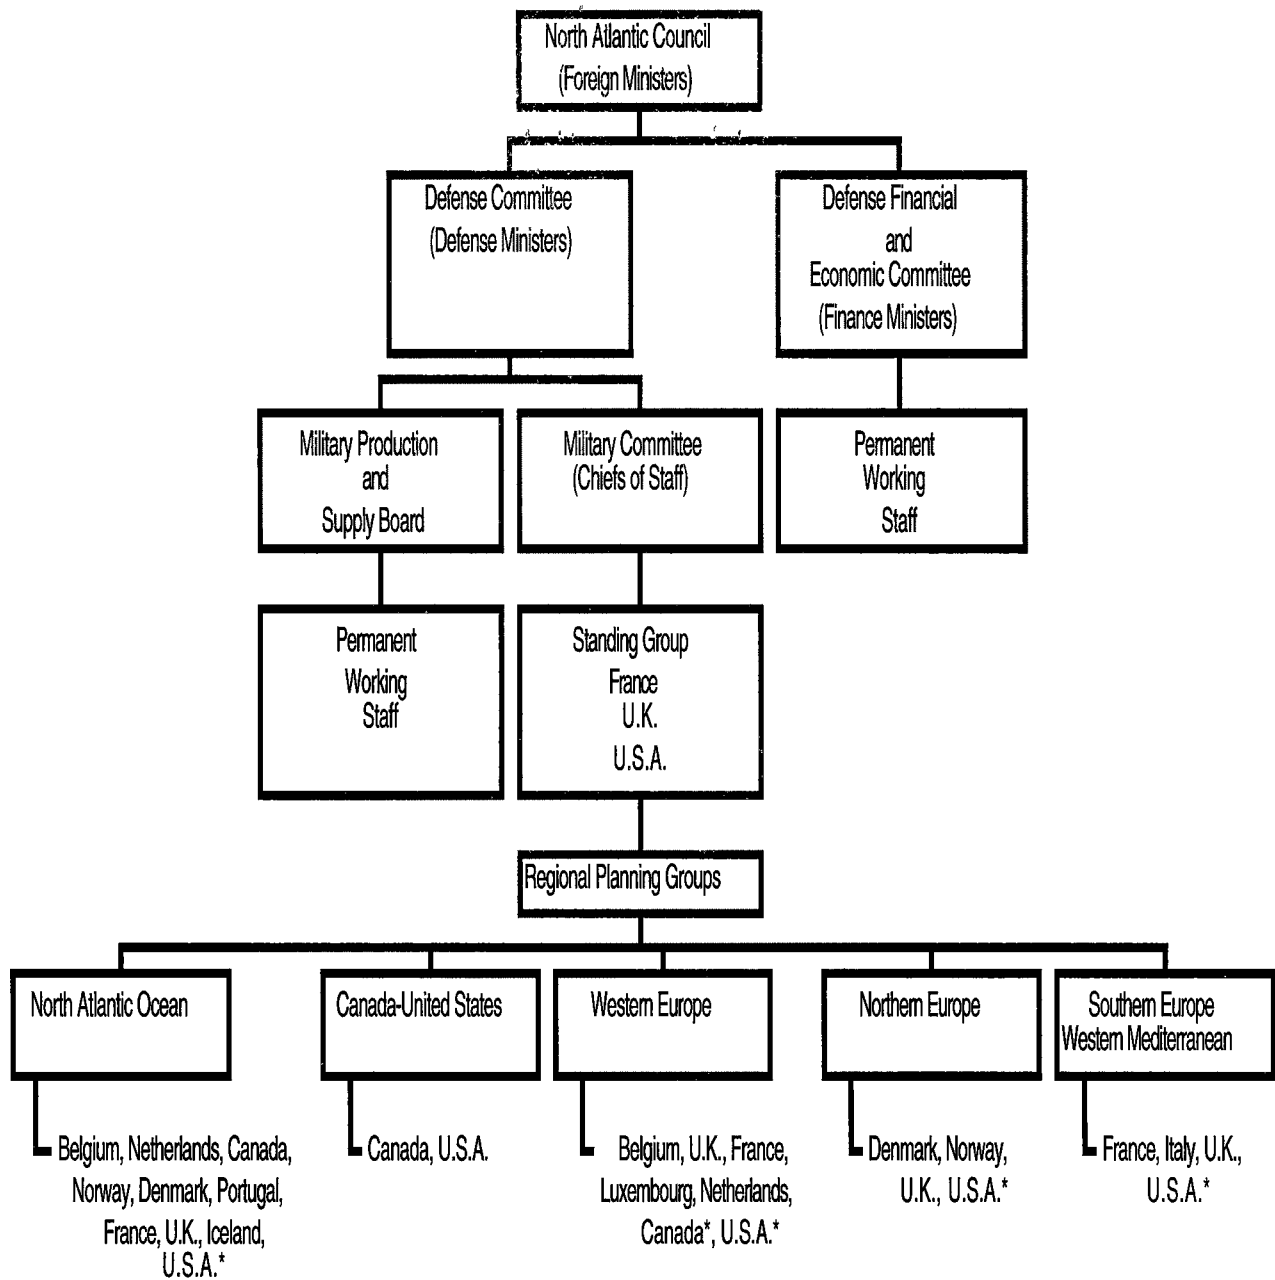 North Atlantic Council
(Foreign Ministers)
Defense Committee
(Defense Ministers)
Defense Financial
and
Economic Committee
(Finance Ministers)
Military Production
and
Supply Board
Military Committee
(Chiefs of Staff)
Permanent
Working
Staff
Permanent
Working
Staff
Standing Group
France
U.K.
U.S.A.
Regional Planning Groups
North Atlantic Ocean
Canada-United States
Western Europe
Northern Europe
Southern Europe
Western Mediterranean
Belgium, Netherlands, Canada,
Norway, Denmark, Portugal,
France, U.K., Iceland,
U.S.A.*
Canada, U.S.A.
Belgium, U.K., France,
Luxembourg, Netherlands,
Canada*, U.S.A.*
Denmark, Norway,
U.K., U.S.A.*
France, Italy, U.K.,
U.S.A.*